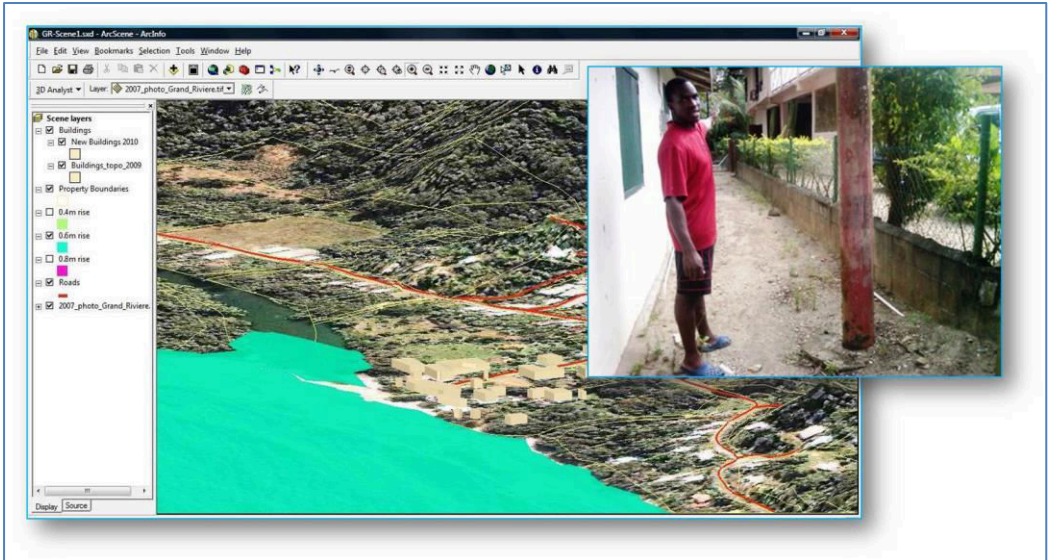 GR-Scene1.sxd - ArcScene - ArcInfo
File Edit View Bookmarks Selection Tools Window Help
3D Analyst Layer: 2007_photo_Grand_Riviere.tif
Scene layers
Buildings
New Buildings 2010
Buildings_topo_2009
Property Boundaries
0.4m rise
0.6m rise
0.8m rise
Roads
2007_photo_Grand_Riviere.
Display Source